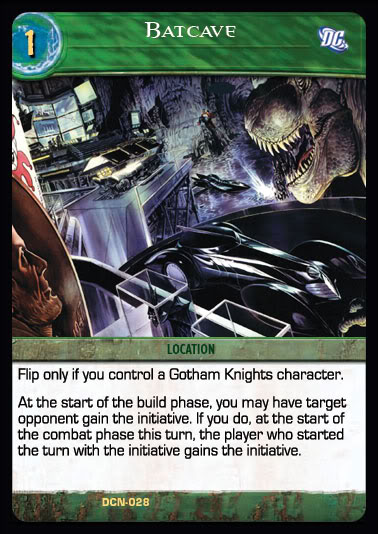 1
BATCAVE
DC
LOCATION
Flip only if you control a Gotham Knights character.
At the start of the build phase, you may have target
opponent gain the initiative. If you do, at the start of
the combat phase this turn, the player who started
the turn with the initiative gains the initiative.
DCN-028